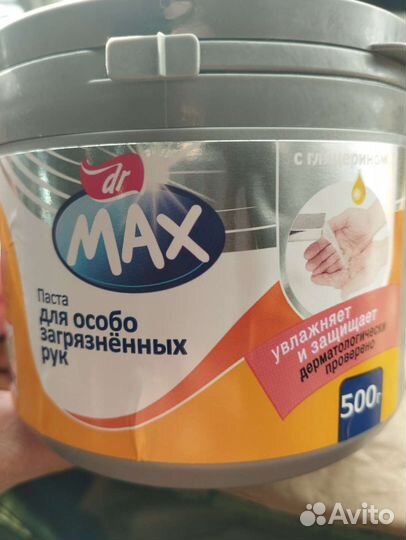 dr
MAX
Паста
для особо
загрязнённых
рук
с глицерином
увлажняет
и защищает
дерматологически
проверено
500г
Avito